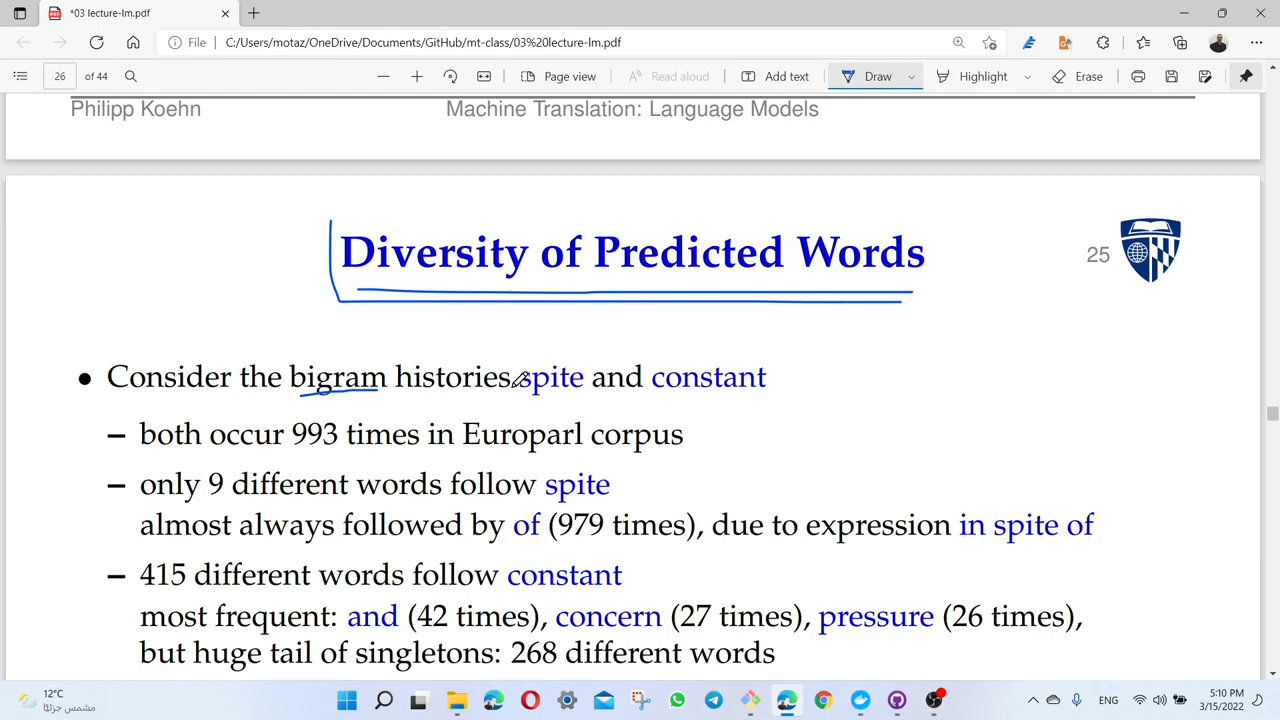 *03 lecture-lm.pdf
File
C:/Users/motaz/OneDrive/Documents/GitHub/mt-class/03%20lecture-lm.pdf
26 of 44
Page view
Read aloud
Add text
Draw
Highlight
Erase
Philipp Koehn
Machine Translation: Language Models
Diversity of Predicted Words
25
• Consider the bigram histories spite and constant
– both occur 993 times in Europarl corpus
– only 9 different words follow spite
almost always followed by of (979 times), due to expression in spite of
– 415 different words follow constant
most frequent: and (42 times), concern (27 times), pressure (26 times),
but huge tail of singletons: 268 different words
12°C
مشمس جزئيًا
ENG
5:10 PM
3/15/2022